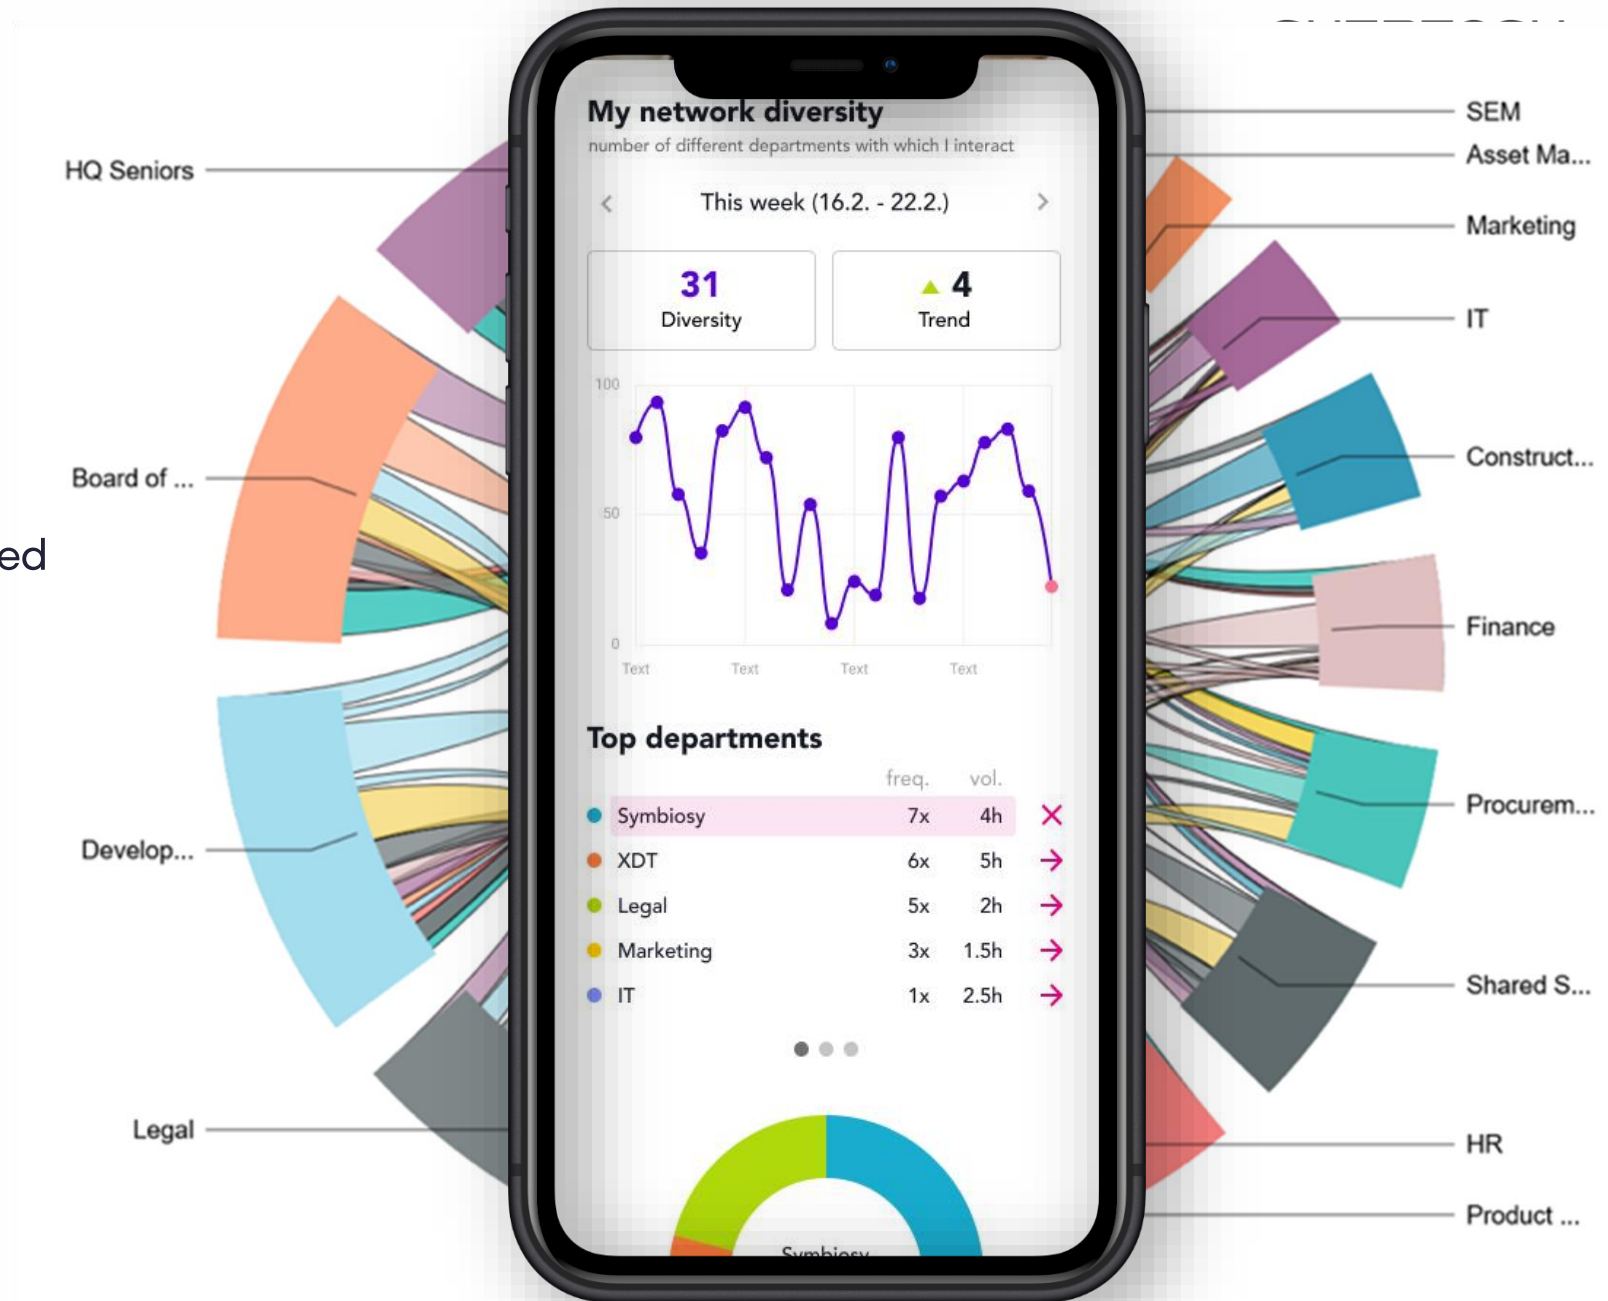 HQ Seniors
Board of ...
ed
Develop...
Legal
My network diversity
number of different departments with which I interact
This week (16.2. - 22.2.)
31
Diversity
4
Trend
100
50
0
Text Text Text Text
Top departments
freq. vol.
Symbiosy 7x 4h
XDT 6x 5h
Legal 5x 2h
Marketing 3x 1.5h
IT 1x 2.5h
Symbiosy
SEM
Asset Ma...
Marketing
IT
Construct...
Finance
Procurem...
Shared S...
HR
Product ...